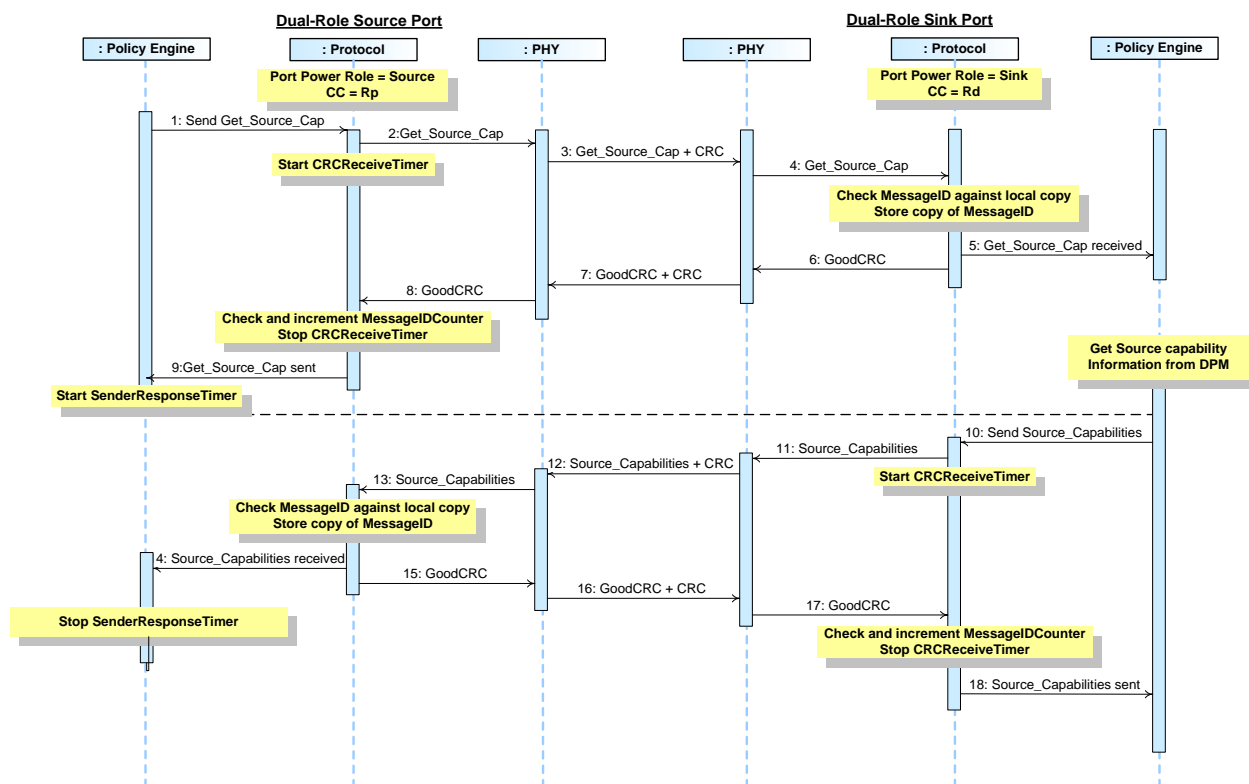 Dual-Role Source Port
Dual-Role Sink Port
: Policy Engine
: Protocol
: PHY
: PHY
: Protocol
: Policy Engine
Port Power Role = Source
CC = Rp
Port Power Role = Sink
CC = Rd
1: Send Get_Source_Cap
2:Get_Source_Cap
Start CRCReceiveTimer
3: Get_Source_Cap + CRC
4: Get_Source_Cap
Check MessageID against local copy
Store copy of MessageID
5: Get_Source_Cap received
6: GoodCRC
7: GoodCRC + CRC
8: GoodCRC
Check and increment MessageIDCounter
Stop CRCReceiveTimer
9:Get_Source_Cap sent
Start SenderResponseTimer
Get Source capability
Information from DPM
10: Send Source_Capabilities
11: Source_Capabilities
Start CRCReceiveTimer
12: Source_Capabilities + CRC
13: Source_Capabilities
Check MessageID against local copy
Store copy of MessageID
4: Source_Capabilities received
15: GoodCRC
16: GoodCRC + CRC
17: GoodCRC
Stop SenderResponseTimer
Check and increment MessageIDCounter
Stop CRCReceiveTimer
18: Source_Capabilities sent